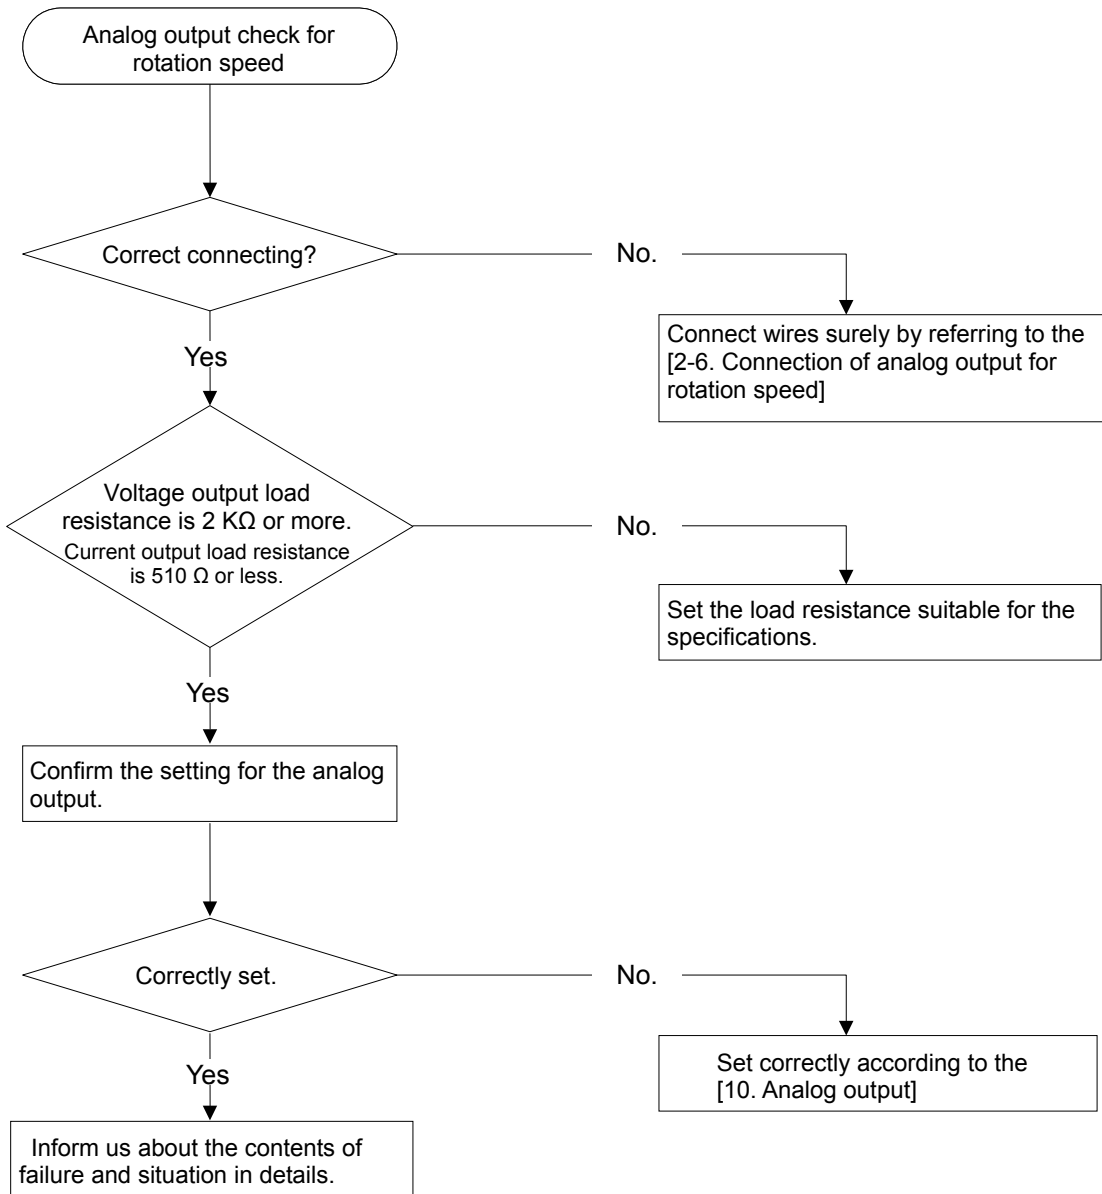 Analog output check for
rotation speed
Correct connecting?
No.
Connect wires surely by referring to the
[2-6. Connection of analog output for
rotation speed]
Yes
Voltage output load
resistance is 2 KΩ or more.
Current output load resistance
is 510 Ω or less.
No.
Set the load resistance suitable for the
specifications.
Yes
Confirm the setting for the analog
output.
Correctly set.
No.
Set correctly according to the
[10. Analog output]
Yes
Inform us about the contents of
failure and situation in details.